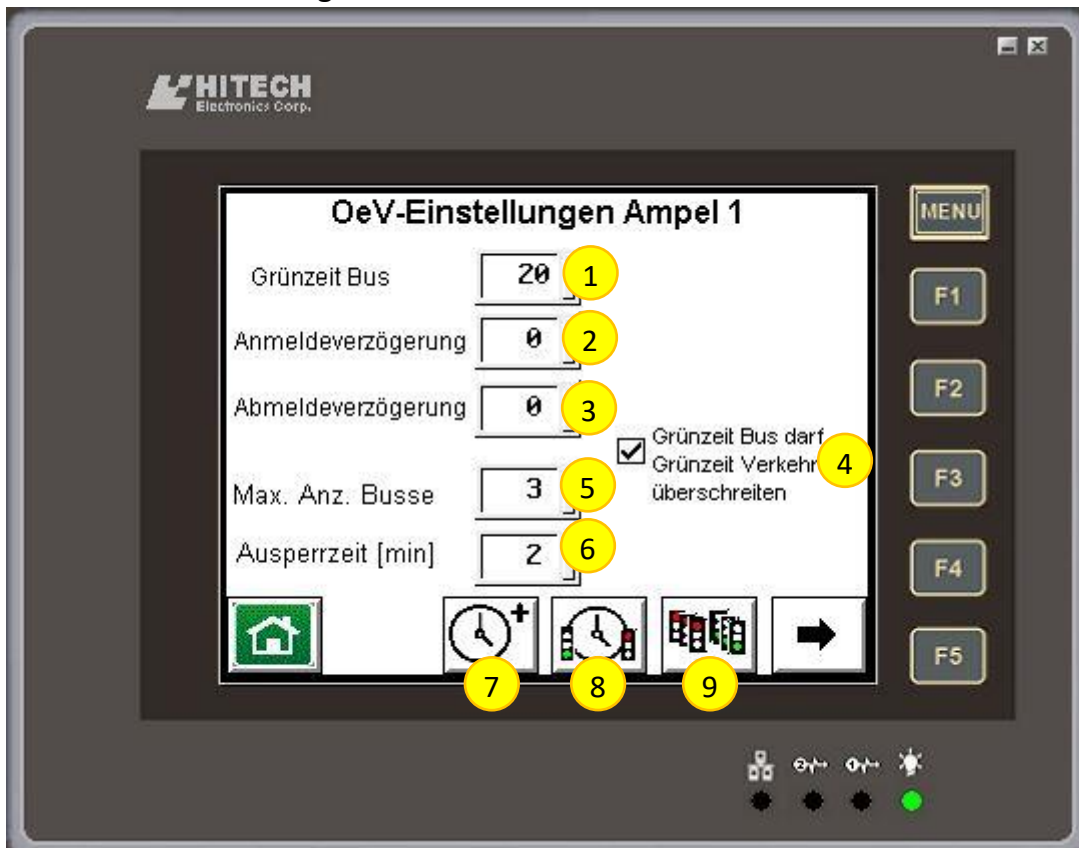 HITECH
Electronics Corp.
OeV-Einstellungen Ampel 1
MENU
Grünzeit Bus 20 1
F1
Anmeldeverzögerung 0 2
F2
Abmeldeverzögerung 0 3
Grünzeit Bus darf
Grünzeit Verkehr 4
überschreiten
F3
Max. Anz. Busse 3 5
Ausperrzeit [min] 2 6
F4
F5
7 8 9
2 1